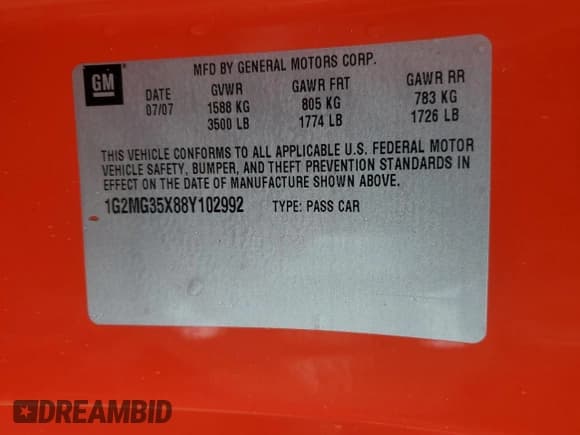 GM
MFD BY GENERAL MOTORS CORP.
DATE GVWR GAWR FRT GAWR RR
07/07 1588 KG 805 KG 783 KG
3500 LB 1774 LB 1726 LB
THIS VEHICLE CONFORMS TO ALL APPLICABLE U.S. FEDERAL MOTOR
VEHICLE SAFETY, BUMPER, AND THEFT PREVENTION STANDARDS IN
EFFECT ON THE DATE OF MANUFACTURE SHOWN ABOVE.
1G2MG35X88Y102992 TYPE: PASS CAR
DREAMBID